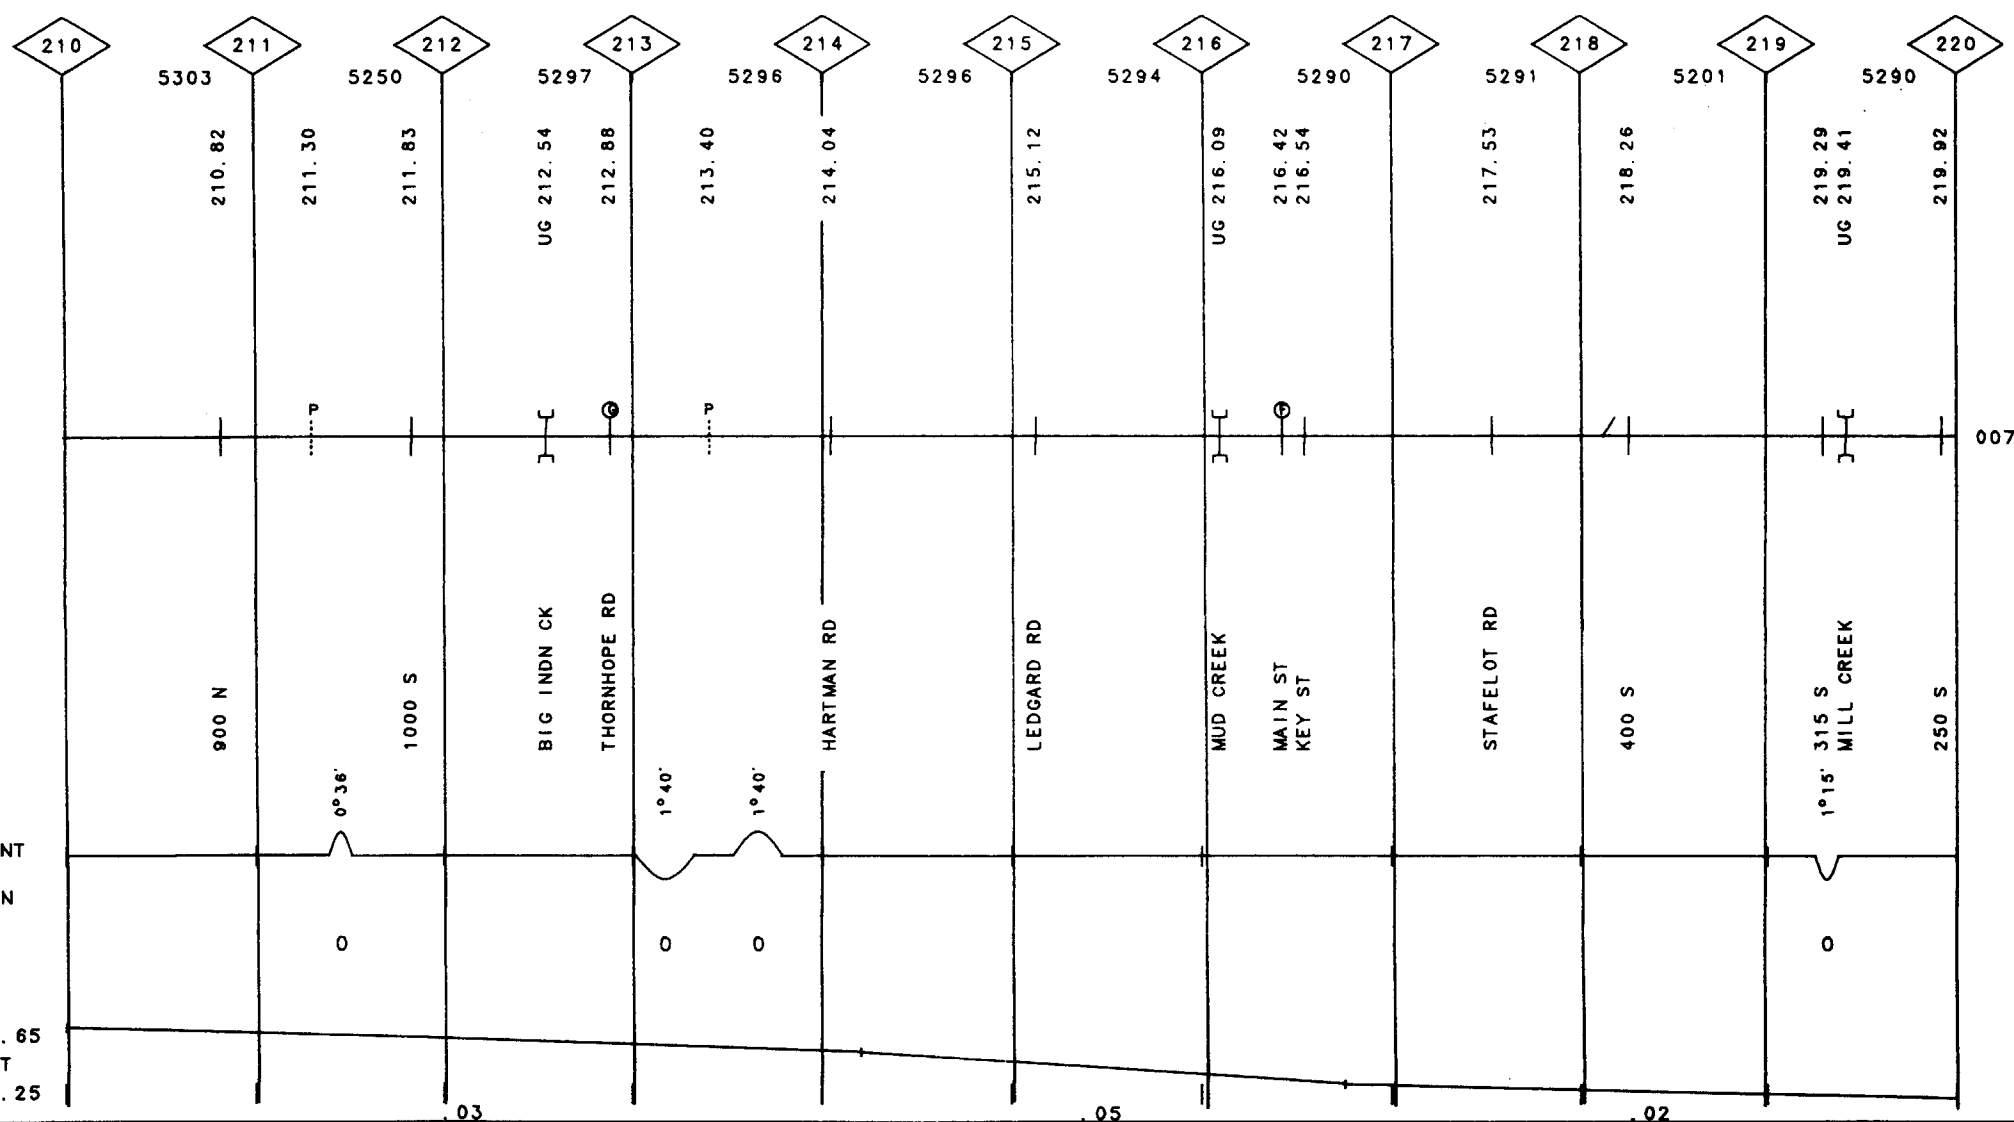 210 211 212 213 214 215 216 217 218 219 220
5303 5250 5297 5296 5296 5294 5290 5291 5201 5290
210.82
211.30
211.83
UG 212.54
212.88
213.40
214.04
215.12
UG 216.09
216.42
216.54
217.53
218.26
219.29
UG 219.41
219.92
P
G
P
F
007
900 N
1000 S
BIG INDN CK
THORNHOPE RD
HARTMAN RD
LEDGARD RD
MUD CREEK
MAIN ST
KEY ST
STAFELOT RD
400 S
315 S
MILL CREEK
250 S
0°36'
1°40'
1°40'
1°15'
NT
N
0 0 0 0
.65
T
.25
.03 .05 .02